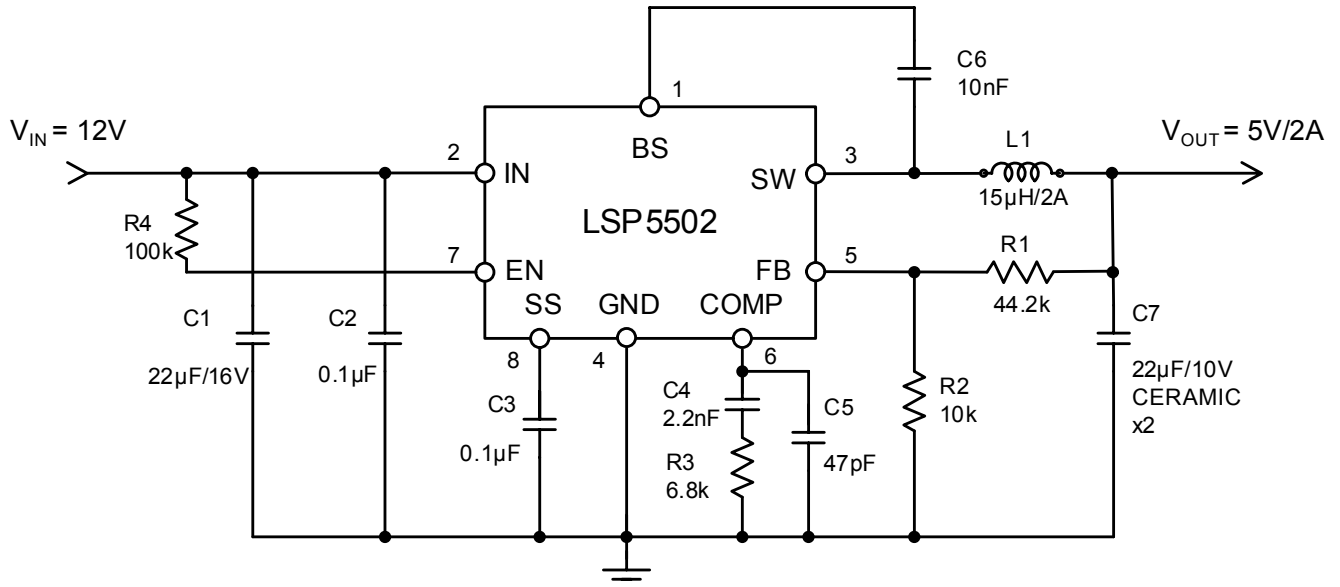 C6
10nF
1
V_IN = 12V
V_OUT = 5V/2A
L1
2
BS
3
IN
SW
15µH/2A
R4
100k
LSP5502
R1
7
EN
FB
5
SS
GND
COMP
44.2k
C1
C2
C7
8
4
6
22µF/16V
0.1µF
22µF/10V
CERAMIC
x2
C3
C4
2.2nF
C5
R2
10k
0.1µF
R3
6.8k
47pF